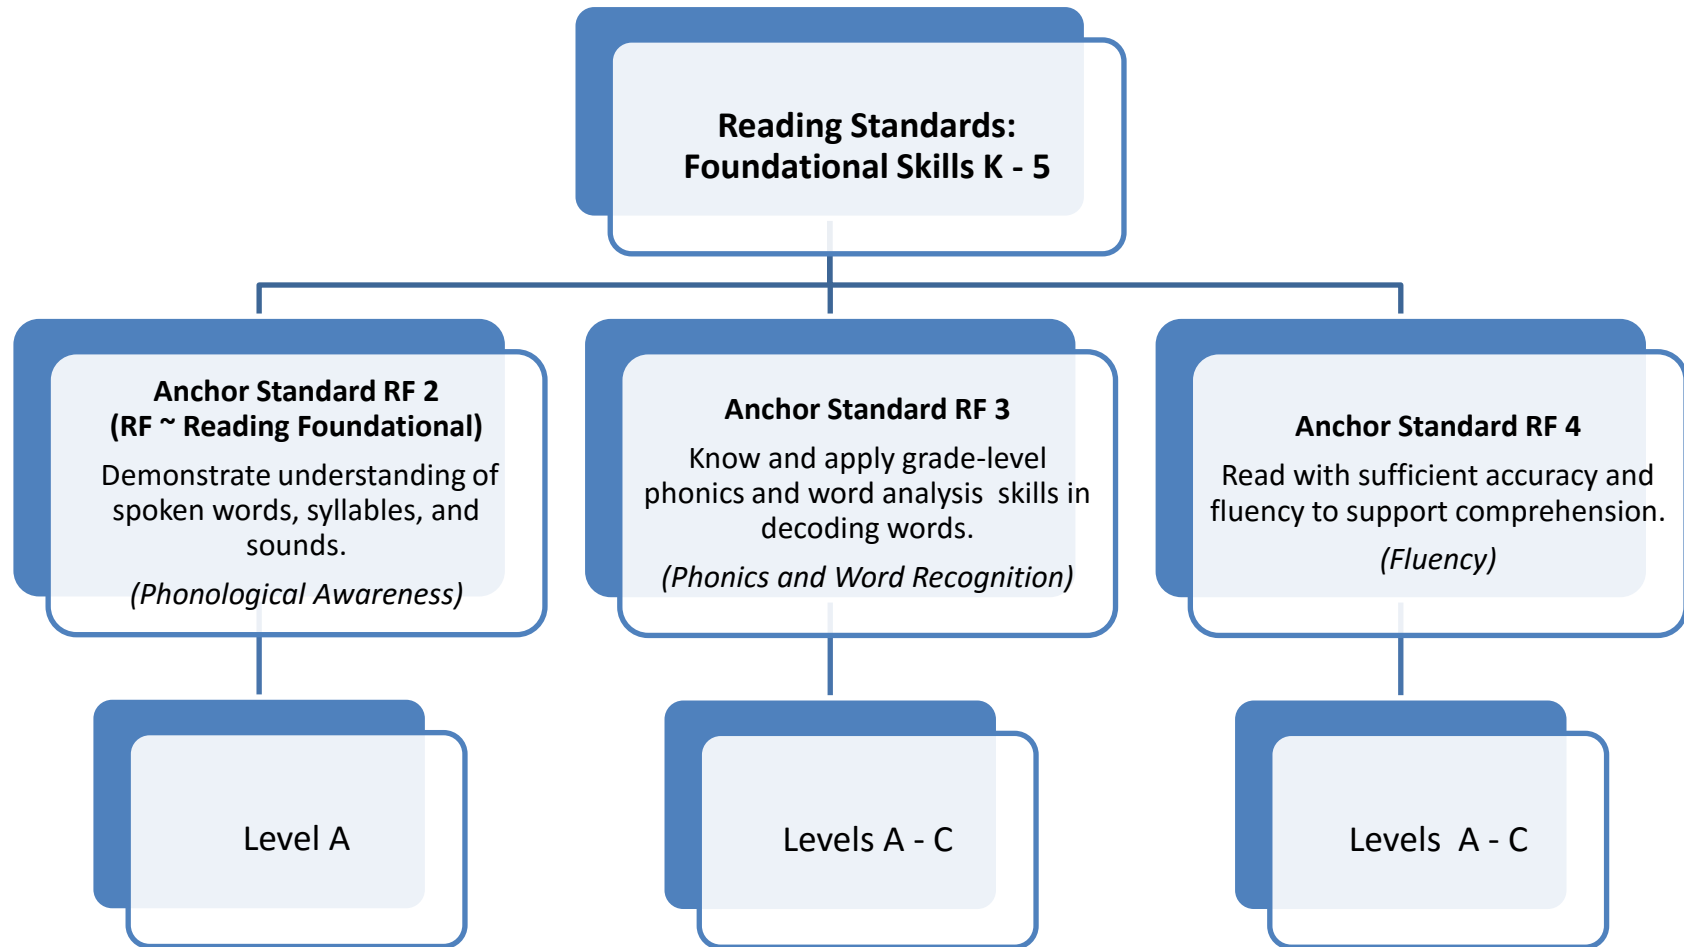 Reading Standards:
Foundational Skills K - 5
Anchor Standard RF 2
(RF ~ Reading Foundational)
Demonstrate understanding of
spoken words, syllables, and
sounds.
(Phonological Awareness)
Anchor Standard RF 3
Know and apply grade-level
phonics and word analysis  skills in
decoding words.
(Phonics and Word Recognition)
Anchor Standard RF 4
Read with sufficient accuracy and
fluency to support comprehension.
(Fluency)
Level A
Levels A - C
Levels  A - C